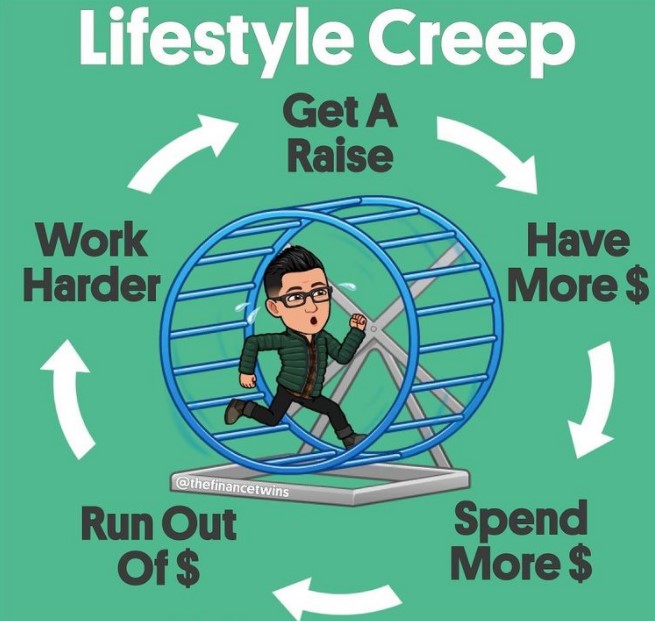 Lifestyle Creep
Get A
Raise
Have
More $
Spend
More $
Run Out
Of $
Work
Harder
@thefinancetwins